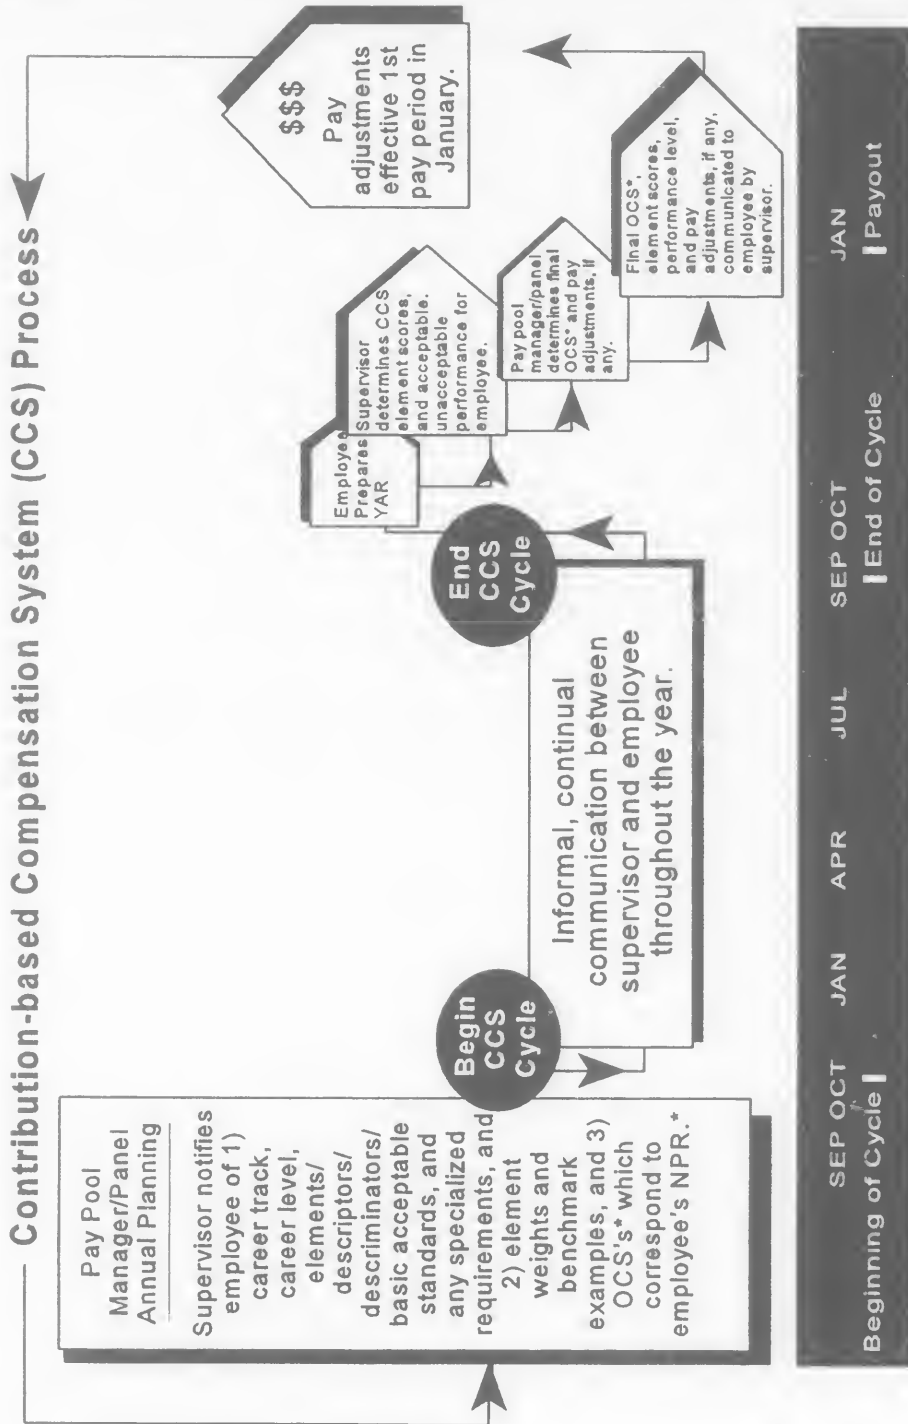 Contribution-based Compensation System (CCS) Process
Pay Pool
Manager/Panel
Annual Planning
Supervisor notifies
employee of 1)
career track,
career level,
elements/
descriptors/
descriminators/
basic acceptable
standards, and
any specialized
requirements, and
2) element
weights and
benchmark
examples, and 3)
OCS's* which
correspond to
employee's NPR.*
Begin
CCS
Cycle
Informal, continual
communication between
supervisor and employee
throughout the year.
End
CCS
Cycle
Employee
Prepares
YAR
Supervisor
determines CCS
element scores,
and acceptable.
unacceptable
performance for
employee.
Pay pool
manager/panel
determines final
OCS* and pay
adjustments, if
any.
Final OCS*,
element scores,
performance level,
and pay
adjustments, if any,
communicated to
employee by
supervisor.
$$$
Pay
adjustments
effective 1st
pay period in
January.
SEP OCT JAN APR JUL SEP OCT JAN
Beginning of Cycle End of Cycle Payout